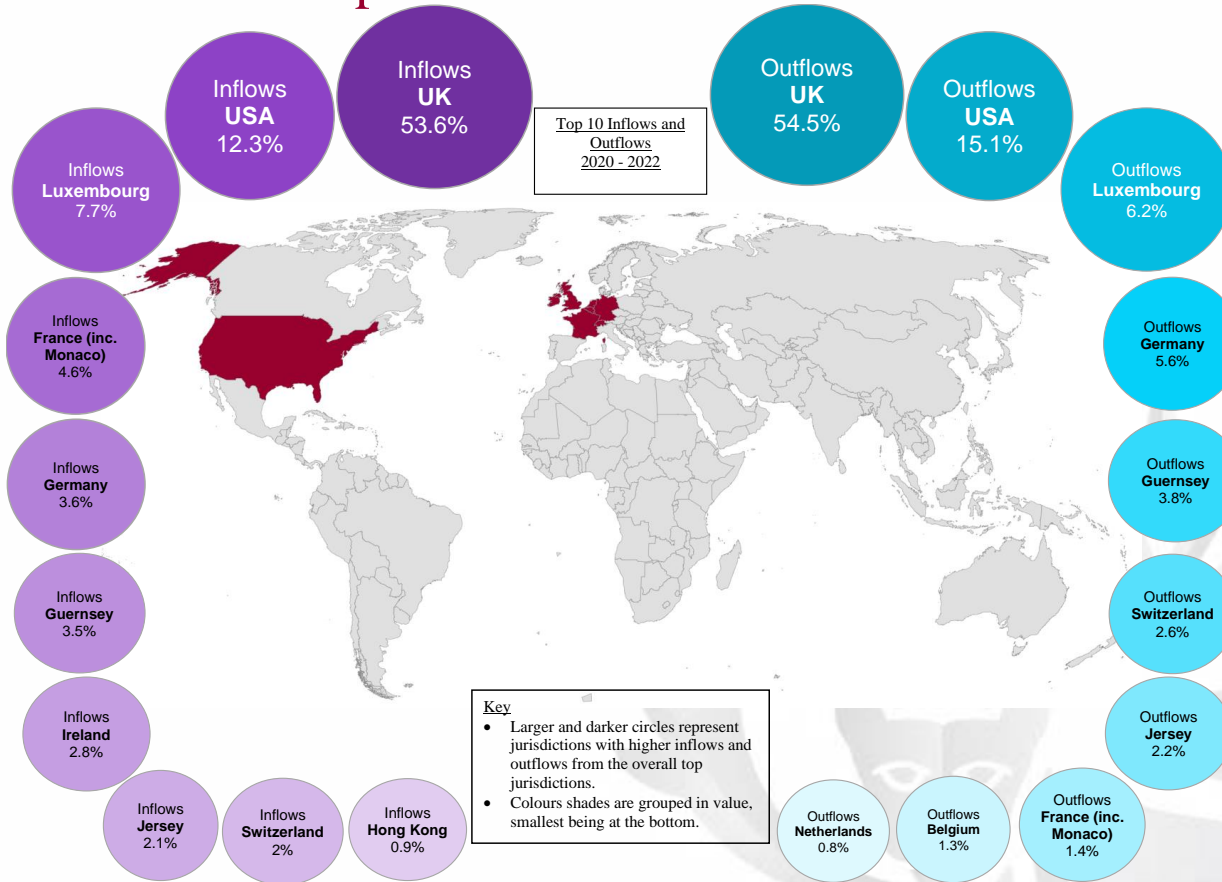 Inflows
UK
53.6%
Inflows
USA
12.3%
Inflows
Luxembourg
7.7%
Inflows
France (inc.
Monaco)
4.6%
Inflows
Germany
3.6%
Inflows
Guernsey
3.5%
Inflows
Ireland
2.8%
Inflows
Jersey
2.1%
Inflows
Switzerland
2%
Inflows
Hong Kong
0.9%
Top 10 Inflows and
Outflows
2020 - 2022
Outflows
UK
54.5%
Outflows
USA
15.1%
Outflows
Luxembourg
6.2%
Outflows
Germany
5.6%
Outflows
Guernsey
3.8%
Outflows
Switzerland
2.6%
Outflows
Jersey
2.2%
Outflows
France (inc.
Monaco)
1.4%
Outflows
Belgium
1.3%
Outflows
Netherlands
0.8%
Key
• Larger and darker circles represent
jurisdictions with higher inflows and
outflows from the overall top
jurisdictions.
• Colours shades are grouped in value,
smallest being at the bottom.